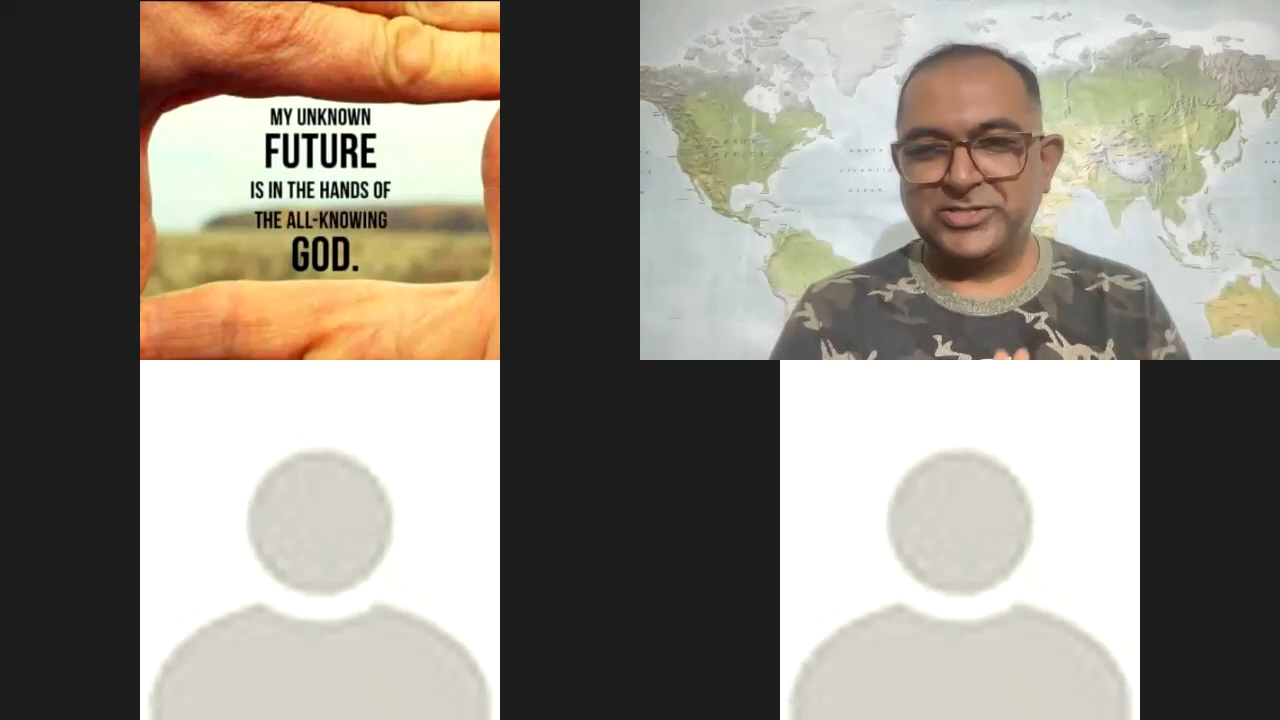 MY UNKNOWN
FUTURE
IS IN THE HANDS OF
THE ALL-KNOWING
GOD.